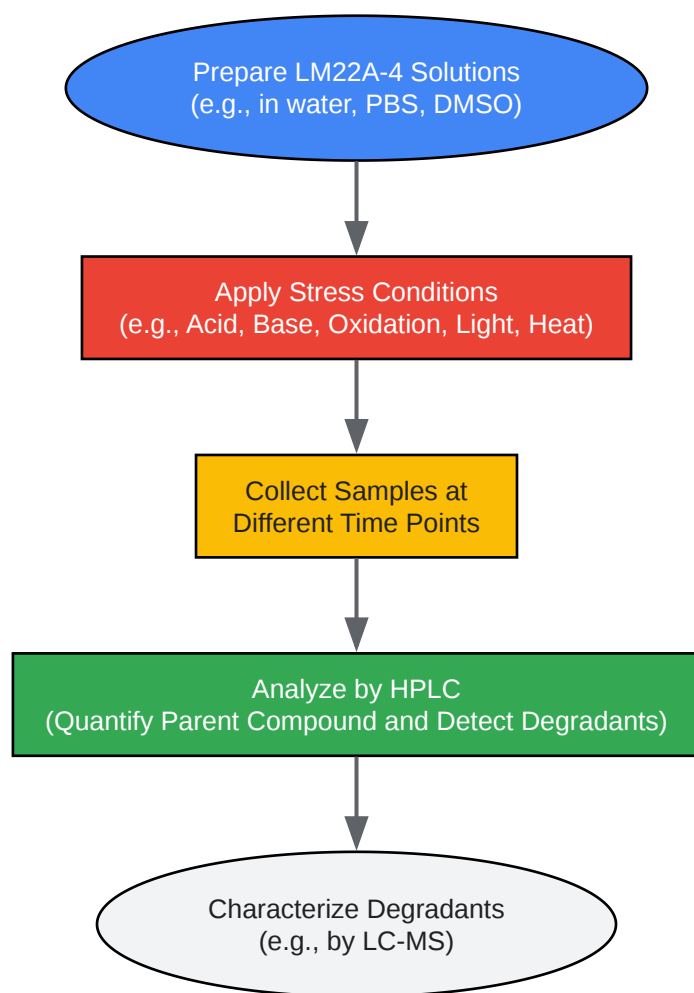 Prepare LM22A-4 Solutions
(e.g., in water, PBS, DMSO)
Apply Stress Conditions
(e.g., Acid, Base, Oxidation, Light, Heat)
Collect Samples at
Different Time Points
Analyze by HPLC
(Quantify Parent Compound and Detect Degradants)
Characterize Degradants
(e.g., by LC-MS)